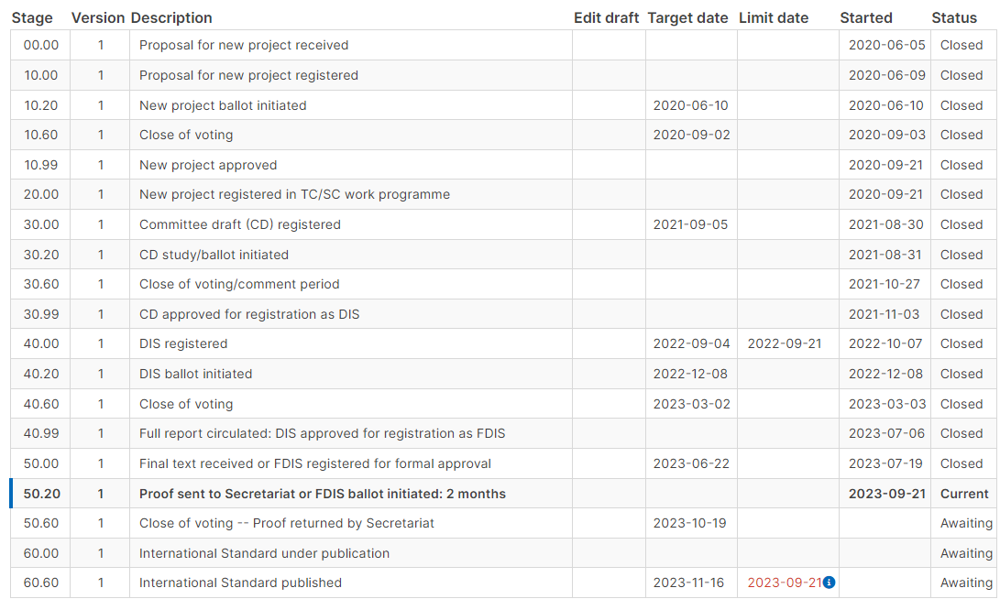 Stage Version Description Edit draft Target date Limit date Started Status
00.00 1 Proposal for new project received 2020-06-05 Closed
10.00 1 Proposal for new project registered 2020-06-09 Closed
10.20 1 New project ballot initiated 2020-06-10 2020-06-10 Closed
10.60 1 Close of voting 2020-09-02 2020-09-03 Closed
10.99 1 New project approved 2020-09-21 Closed
20.00 1 New project registered in TC/SC work programme 2020-09-21 Closed
30.00 1 Committee draft (CD) registered 2021-09-05 2021-08-30 Closed
30.20 1 CD study/ballot initiated 2021-08-31 Closed
30.60 1 Close of voting/comment period 2021-10-27 Closed
30.99 1 CD approved for registration as DIS 2021-11-03 Closed
40.00 1 DIS registered 2022-09-04 2022-09-21 2022-10-07 Closed
40.20 1 DIS ballot initiated 2022-12-08 2022-12-08 Closed
40.60 1 Close of voting 2023-03-02 2023-03-03 Closed
40.99 1 Full report circulated: DIS approved for registration as FDIS 2023-07-06 Closed
50.00 1 Final text received or FDIS registered for formal approval 2023-06-22 2023-07-19 Closed
50.20 1 Proof sent to Secretariat or FDIS ballot initiated: 2 months 2023-09-21 Current
50.60 1 Close of voting -- Proof returned by Secretariat 2023-10-19 Awaiting
60.00 1 International Standard under publication Awaiting
60.60 1 International Standard published 2023-11-16 2023-09-21 i Awaiting